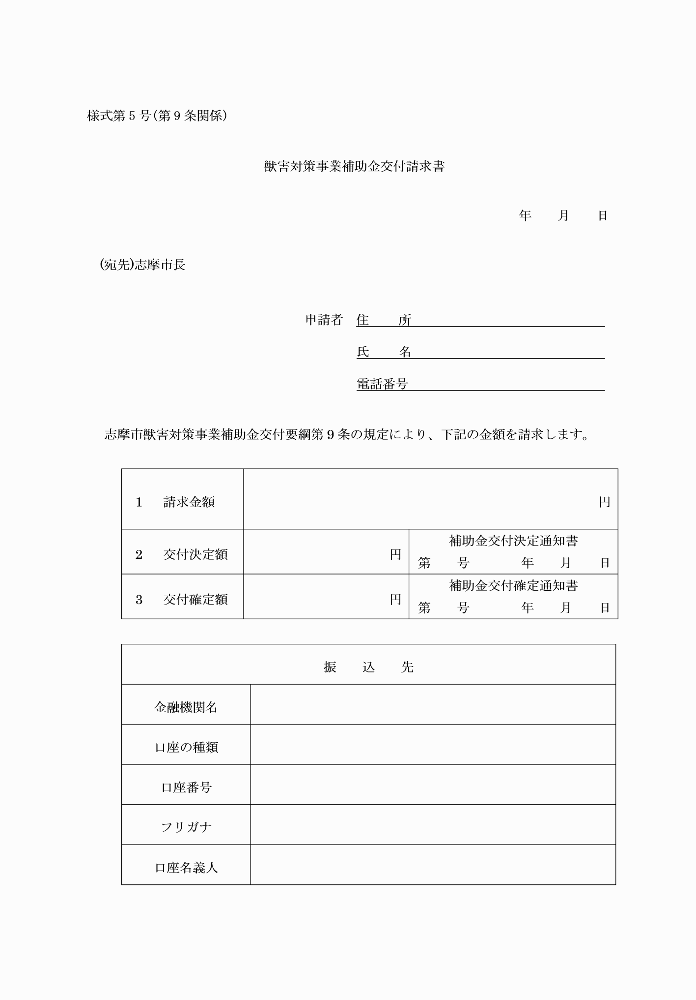 様式第5号(第9条関係)
獣害対策事業補助金交付請求書
年　月　日
(宛先)志摩市長
申請者　住　所
氏　名
電話番号
志摩市獣害対策事業補助金交付要綱第9条の規定により、下記の金額を請求します。
1　請求金額　円
2　交付決定額　円　補助金交付決定通知書
第　号　年　月　日
3　交付確定額　円　補助金交付確定通知書
第　号　年　月　日
振　込　先
金融機関名
口座の種類
口座番号
フリガナ
口座名義人